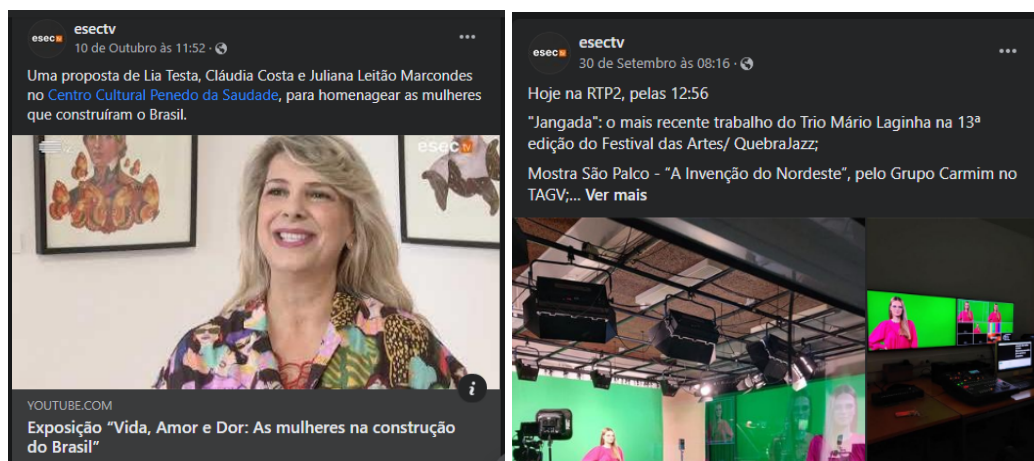 esectv
10 de Outubro às 11:52
Uma proposta de Lia Testa, Cláudia Costa e Juliana Leitão Marcondes
no Centro Cultural Penedo da Saudade, para homenagear as mulheres
que construíram o Brasil.
esec tv
YOUTUBE.COM
Exposição “Vida, Amor e Dor: As mulheres na construção
do Brasil”
esectv
30 de Setembro às 08:16
Hoje na RTP2, pelas 12:56
"Jangada": o mais recente trabalho do Trio Mário Laginha na 13ª
edição do Festival das Artes/ QuebraJazz;
Mostra São Palco - “A Invenção do Nordeste”, pelo Grupo Carmim no
TAGV;... Ver mais